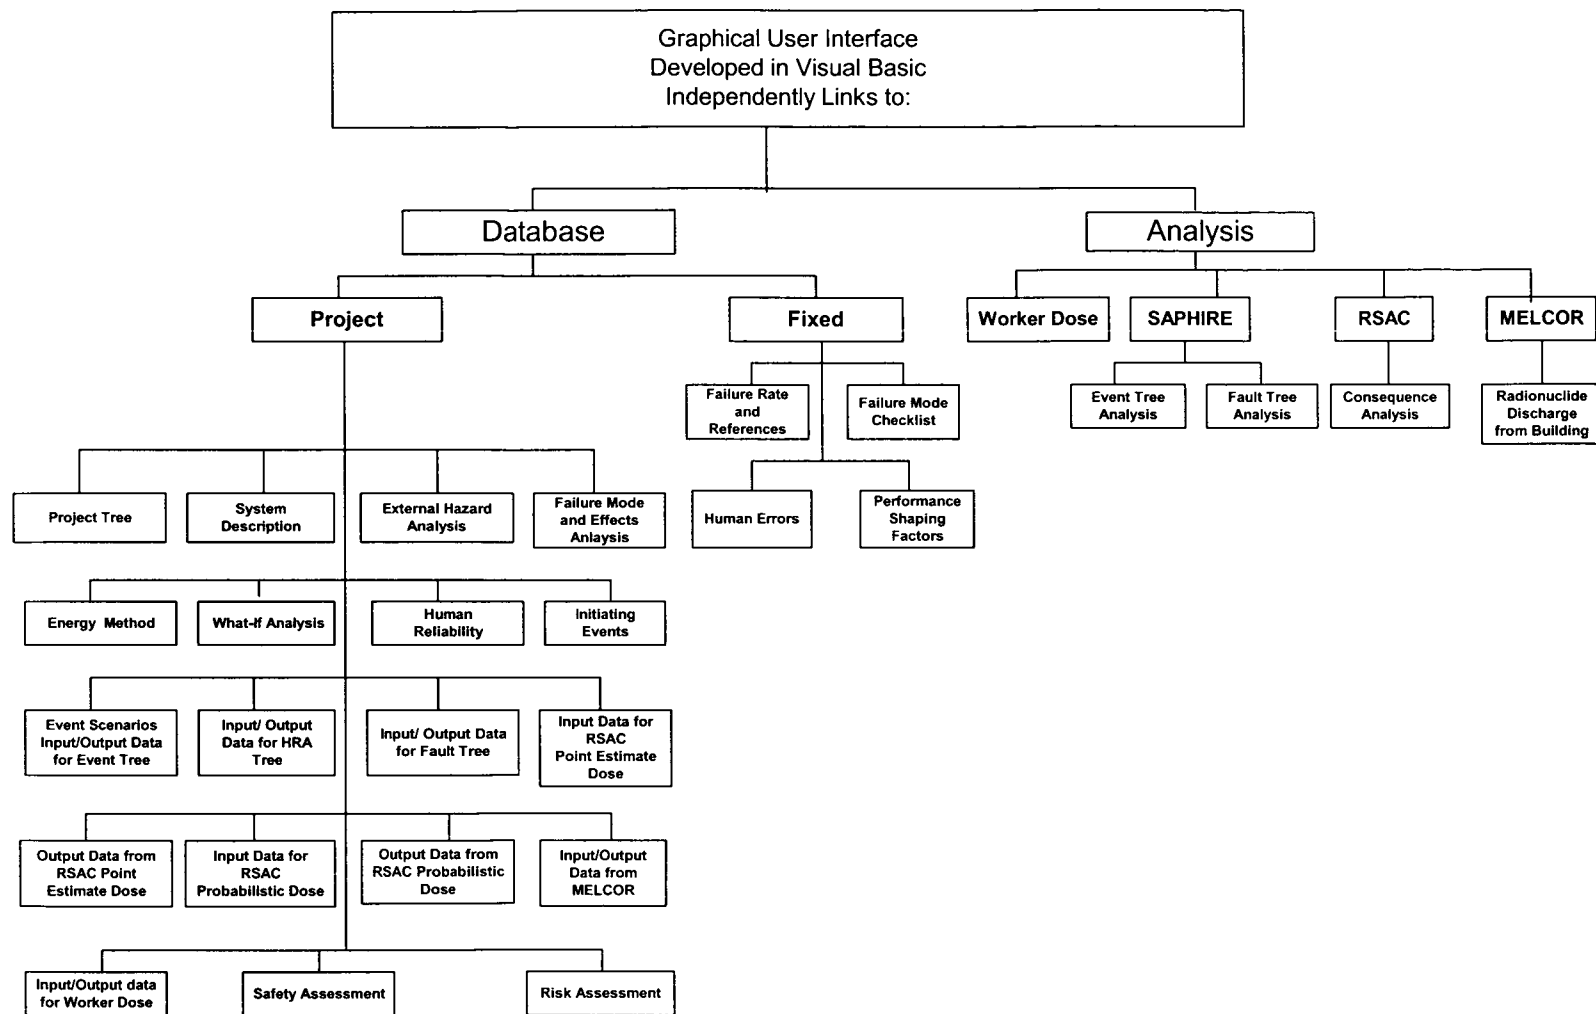 Graphical User Interface
Developed in Visual Basic
Independently Links to:
Database
Analysis
Project
Fixed
Worker Dose
SAPHIRE
RSAC
MELCOR
Failure Rate
and
References
Failure Mode
Checklist
Event Tree
Analysis
Fault Tree
Analysis
Consequence
Analysis
Radionuclide
Discharge
from Building
Project Tree
System
Description
External Hazard
Analysis
Failure Mode
and Effects
Anlaysis
Human Errors
Performance
Shaping
Factors
Energy Method
What-If Analysis
Human
Reliability
Initiating
Events
Event Scenarios
Input/Output Data
for Event Tree
Input/ Output
Data for HRA
Tree
Input/ Output Data
for Fault Tree
Input Data for
RSAC
Point Estimate
Dose
Output Data from
RSAC Point
Estimate Dose
Input Data for
RSAC
Probabilistic Dose
Output Data from
RSAC Probabilistic
Dose
Input/Output
Data from
MELCOR
Input/Output data
for Worker Dose
Safety Assessment
Risk Assessment